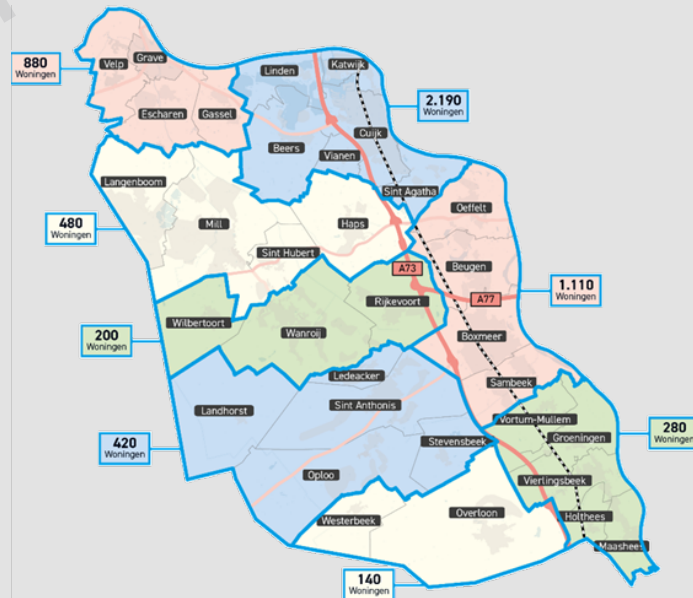 880
Woningen
Velp
Grave
Escharen
Gassel
Linden
Katwijk
2.190
Woningen
Cuijk
Beers
Vianen
Sint Agatha
Langenboom
480
Woningen
Mill
Haps
Sint Hubert
Oeffelt
Beugen
A73
A77
1.110
Woningen
Rijkevoort
Wilbertoort
Wanroij
200
Woningen
Boxmeer
Sambeek
Ledeacker
Landhorst
Sint Anthonis
Vortum-Mullem
Groeningen
280
Woningen
420
Woningen
Stevensbeek
Oploo
Vierlingsbeek
Westerbeek
Overloon
Holthees
Maashees
140
Woningen